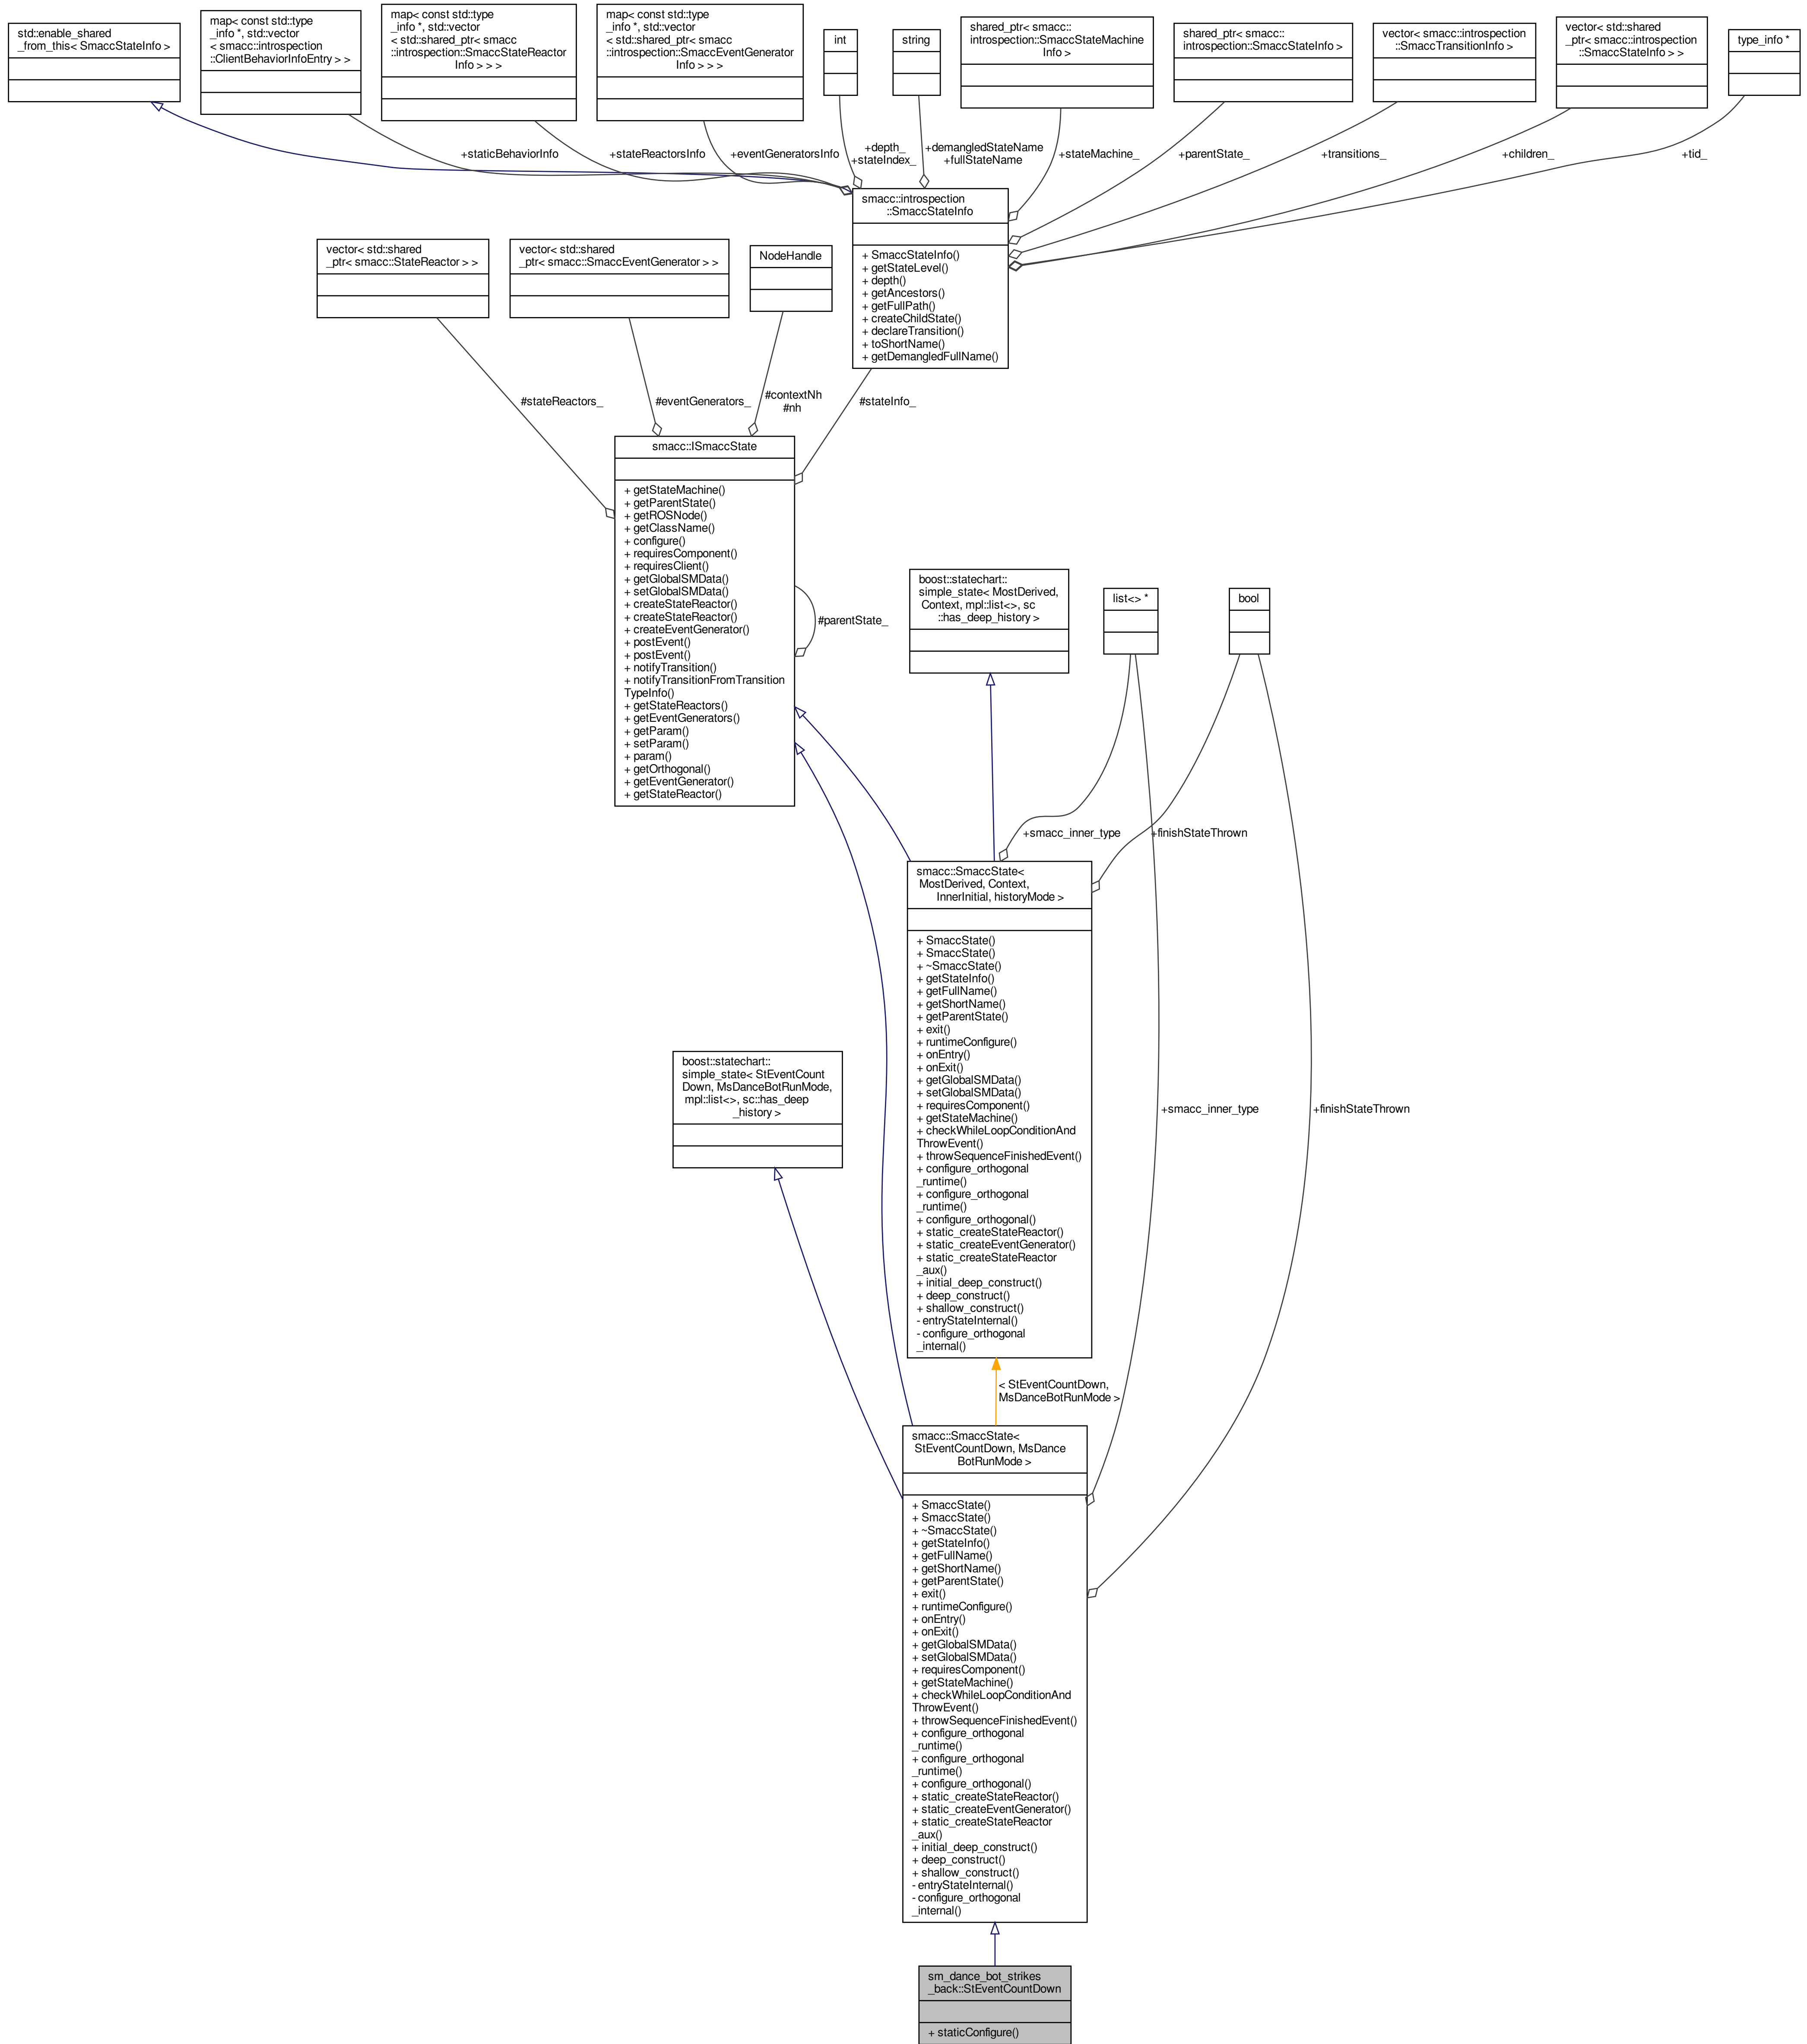 std::enable_shared
_from_this< SmaccStateInfo >
map< const std::type
_info *, std::vector
< smacc::introspection
::ClientBehaviorInfoEntry > >
map< const std::type
_info *, std::vector
< std::shared_ptr< smacc
::introspection::SmaccStateReactor
Info > > >
map< const std::type
_info *, std::vector
< std::shared_ptr< smacc
::introspection::SmaccEventGenerator
Info > > >
int
string
shared_ptr< smacc::
introspection::SmaccStateMachine
Info >
shared_ptr< smacc::
introspection::SmaccStateInfo >
vector< smacc::introspection
::SmaccTransitionInfo >
vector< std::shared
_ptr< smacc::introspection
::SmaccStateInfo > >
type_info *
+staticBehaviorInfo
+stateReactorsInfo
+eventGeneratorsInfo
+depth_
+stateIndex_
+demangledStateName
+fullStateName
+stateMachine_
+parentState_
+transitions_
+children_
+tid_
smacc::introspection
::SmaccStateInfo
+ SmaccStateInfo()
+ getStateLevel()
+ depth()
+ getAncestors()
+ getFullPath()
+ createChildState()
+ declareTransition()
+ toShortName()
+ getDemangledFullName()
vector< std::shared
_ptr< smacc::StateReactor > >
vector< std::shared
_ptr< smacc::SmaccEventGenerator > >
NodeHandle
#stateReactors_
#eventGenerators_
#contextNh
#nh
#stateInfo_
smacc::ISmaccState
+ getStateMachine()
+ getParentState()
+ getROSNode()
+ getClassName()
+ configure()
+ requiresComponent()
+ requiresClient()
+ getGlobalSMData()
+ setGlobalSMData()
+ createStateReactor()
+ createStateReactor()
+ createEventGenerator()
+ postEvent()
+ postEvent()
+ notifyTransition()
+ notifyTransitionFromTransition
TypeInfo()
+ getStateReactors()
+ getEventGenerators()
+ getParam()
+ setParam()
+ param()
+ getOrthogonal()
+ getEventGenerator()
+ getStateReactor()
#parentState_
boost::statechart::
simple_state< MostDerived,
Context, mpl::list<>, sc
::has_deep_history >
list<> *
bool
+smacc_inner_type
+finishStateThrown
smacc::SmaccState<
MostDerived, Context,
InnerInitial, historyMode >
+ SmaccState()
+ SmaccState()
+ ~SmaccState()
+ getStateInfo()
+ getFullName()
+ getShortName()
+ getParentState()
+ exit()
+ runtimeConfigure()
+ onEntry()
+ onExit()
+ getGlobalSMData()
+ setGlobalSMData()
+ requiresComponent()
+ getStateMachine()
+ checkWhileLoopConditionAnd
ThrowEvent()
+ throwSequenceFinishedEvent()
+ configure_orthogonal
_runtime()
+ configure_orthogonal
_runtime()
+ configure_orthogonal()
+ static_createStateReactor()
+ static_createEventGenerator()
+ static_createStateReactor
_aux()
+ initial_deep_construct()
+ deep_construct()
+ shallow_construct()
- entryStateInternal()
- configure_orthogonal
_internal()
boost::statechart::
simple_state< StEventCount
Down, MsDanceBotRunMode,
mpl::list<>, sc::has_deep
_history >
+smacc_inner_type
+finishStateThrown
< StEventCountDown,
MsDanceBotRunMode >
smacc::SmaccState<
StEventCountDown, MsDance
BotRunMode >
+ SmaccState()
+ SmaccState()
+ ~SmaccState()
+ getStateInfo()
+ getFullName()
+ getShortName()
+ getParentState()
+ exit()
+ runtimeConfigure()
+ onEntry()
+ onExit()
+ getGlobalSMData()
+ setGlobalSMData()
+ requiresComponent()
+ getStateMachine()
+ checkWhileLoopConditionAnd
ThrowEvent()
+ throwSequenceFinishedEvent()
+ configure_orthogonal
_runtime()
+ configure_orthogonal
_runtime()
+ configure_orthogonal()
+ static_createStateReactor()
+ static_createEventGenerator()
+ static_createStateReactor
_aux()
+ initial_deep_construct()
+ deep_construct()
+ shallow_construct()
- entryStateInternal()
- configure_orthogonal
_internal()
sm_dance_bot_strikes
_back::StEventCountDown
+ staticConfigure()